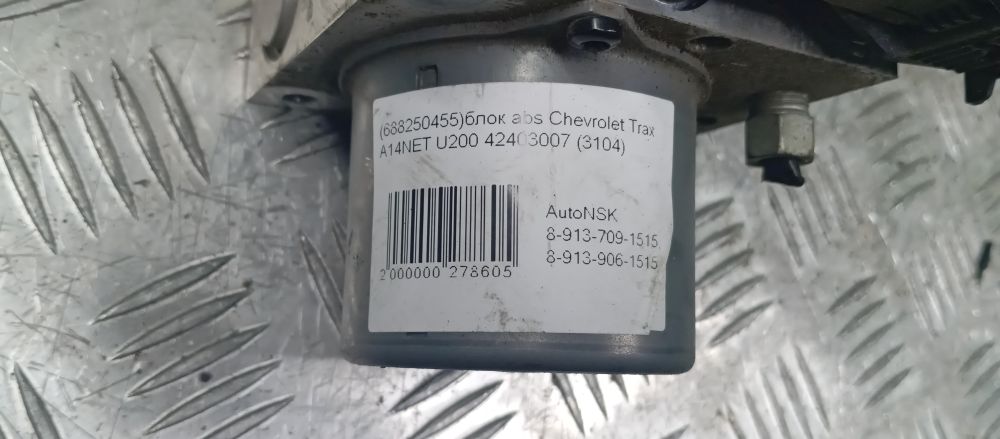 (688250455)блок abs Chevrolet Trax
A14NET U200 42403007 (3104)
AutoNSK
8-913-709-1515
8-913-906-1515
2000000 278605